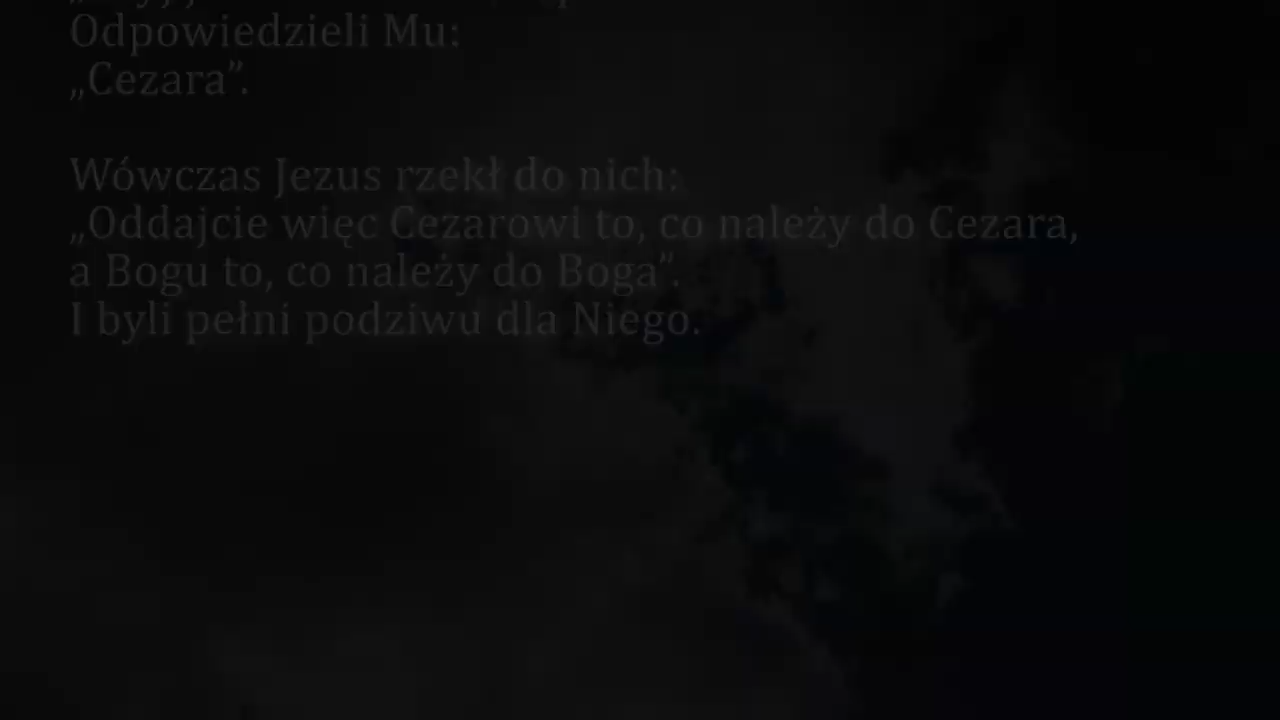 Odpowiedzieli Mu:
„Cezara”.
Wówczas Jezus rzekł do nich:
„Oddajcie więc Cezarowi to, co należy do Cezara,
a Bogu to, co należy do Boga”.
I byli pełni podziwu dla Niego.